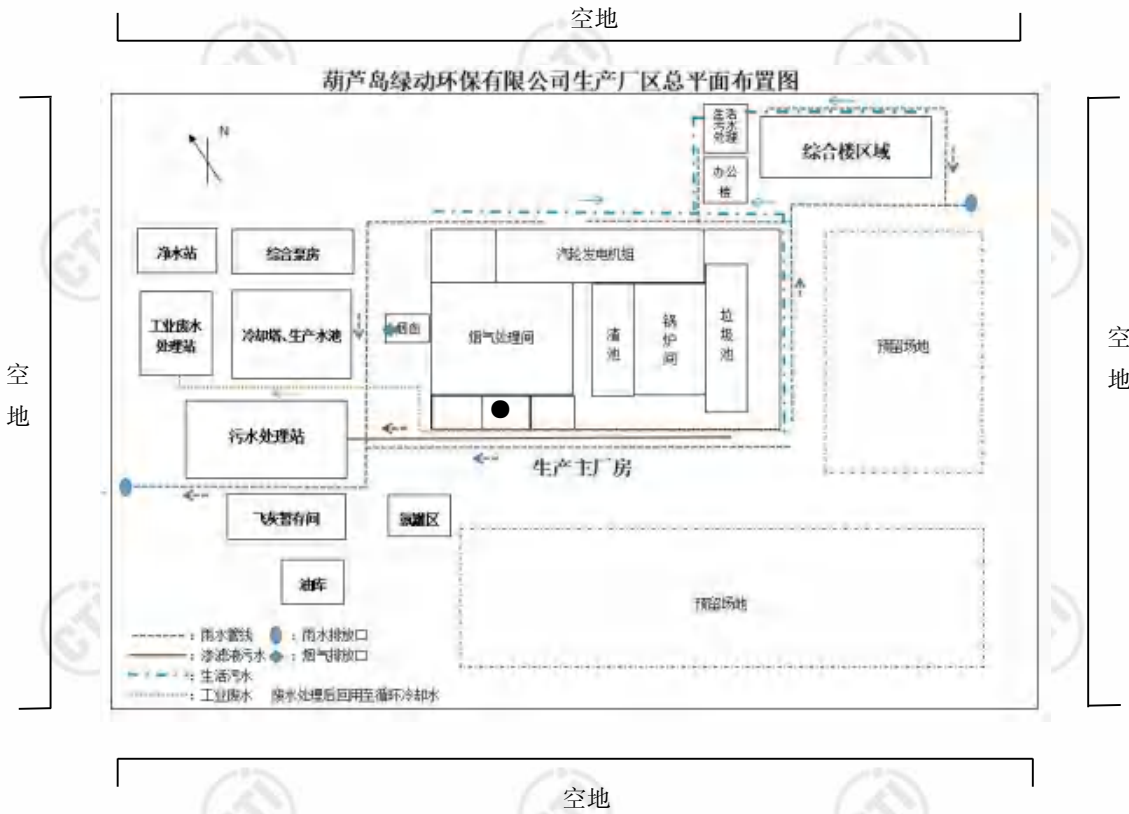 空地
葫芦岛绿动环保有限公司生产厂区总平面布置图
N
生活
污水
处理
综合楼区域
办公
楼
净水站
综合泵房
汽轮发电机组
工业废水
处理站
冷却塔、生产水池
烟囱
烟气处理间
渣
池
锅
炉
间
垃
圾
池
预留场地
空
地
空
地
污水处理站
生产主厂房
飞灰暂存间
氨罐区
油库
预留场地
：雨水管线 ：雨水排放口
：渗滤液污水 ：烟气排放口
：生活污水
：工业废水 废水处理后回用至循环冷却水
空地
CTI